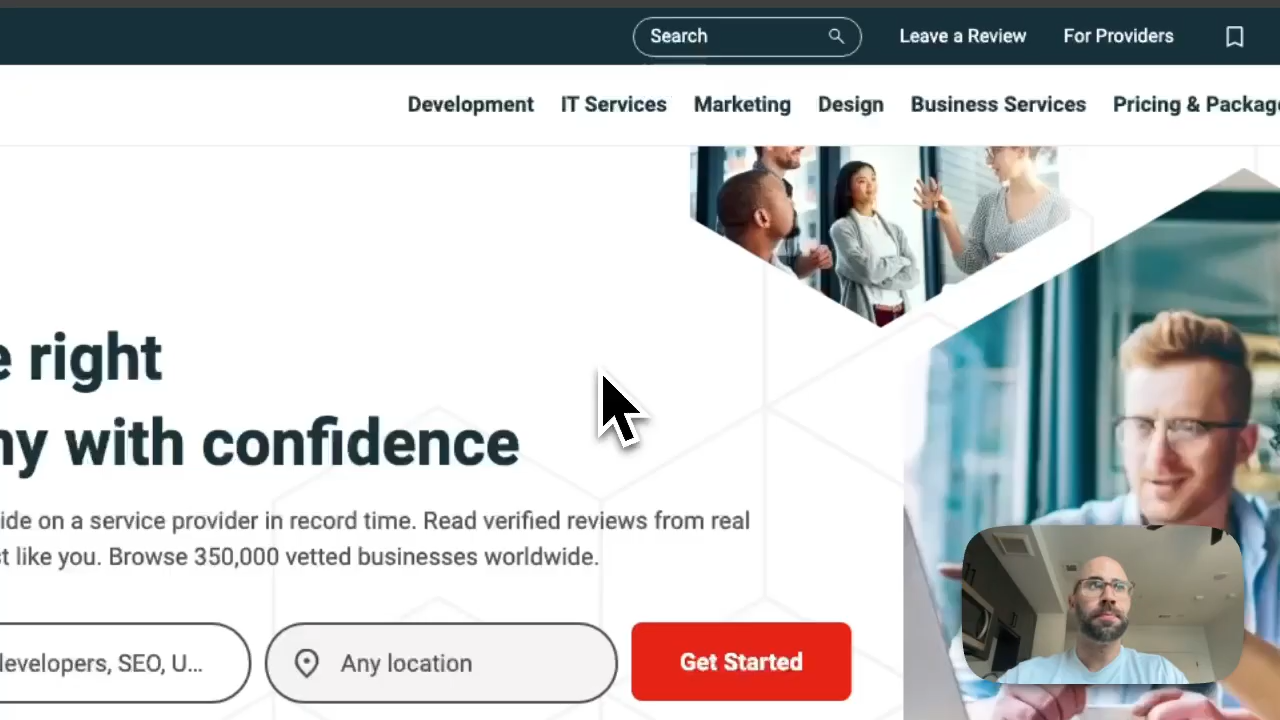 Search
Leave a Review
For Providers
Development
IT Services
Marketing
Design
Business Services
Pricing & Package
e right
ny with confidence
ide on a service provider in record time. Read verified reviews from real
t like you. Browse 350,000 vetted businesses worldwide.
developers, SEO, U...
Any location
Get Started